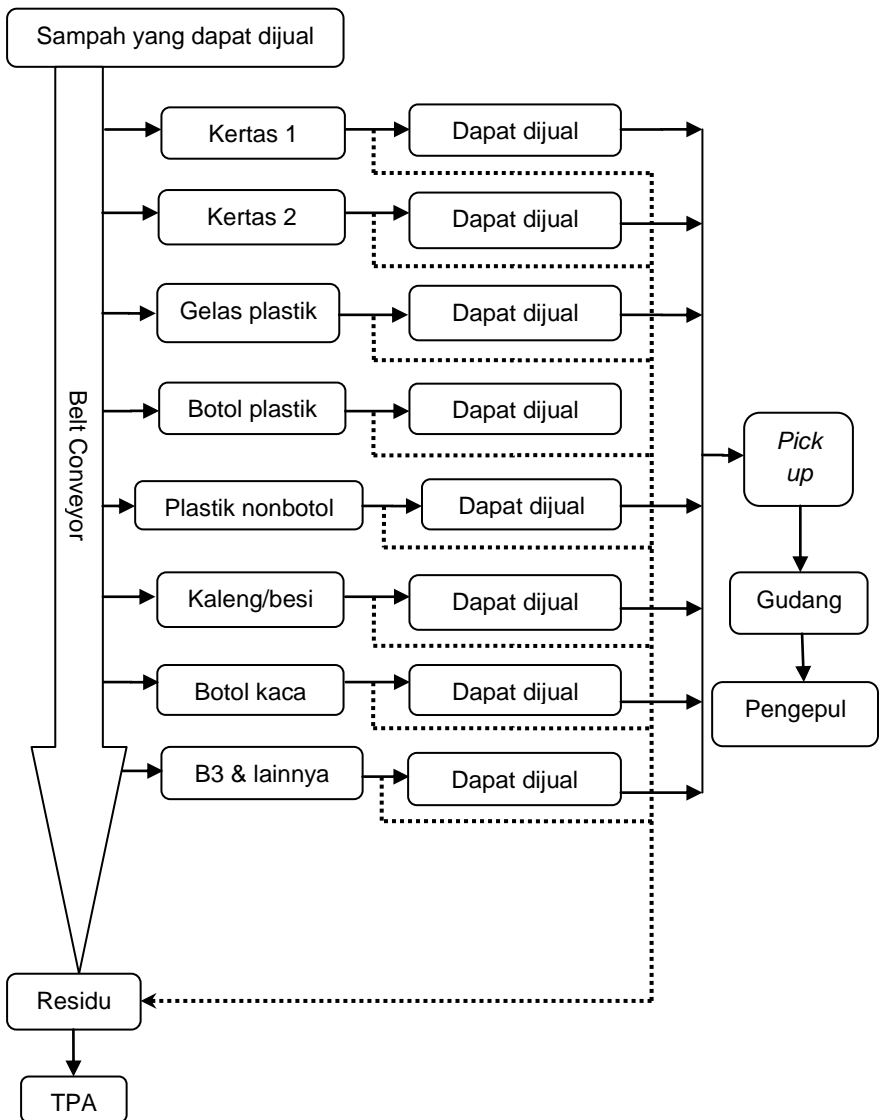 Sampah yang dapat dijual
Kertas 1
Dapat dijual
Kertas 2
Dapat dijual
Gelas plastik
Dapat dijual
Botol plastik
Dapat dijual
Belt Conveyor
Pick
up
Plastik nonbotol
Dapat dijual
Kaleng/besi
Dapat dijual
Gudang
Botol kaca
Dapat dijual
Pengepul
B3 & lainnya
Dapat dijual
Residu
TPA